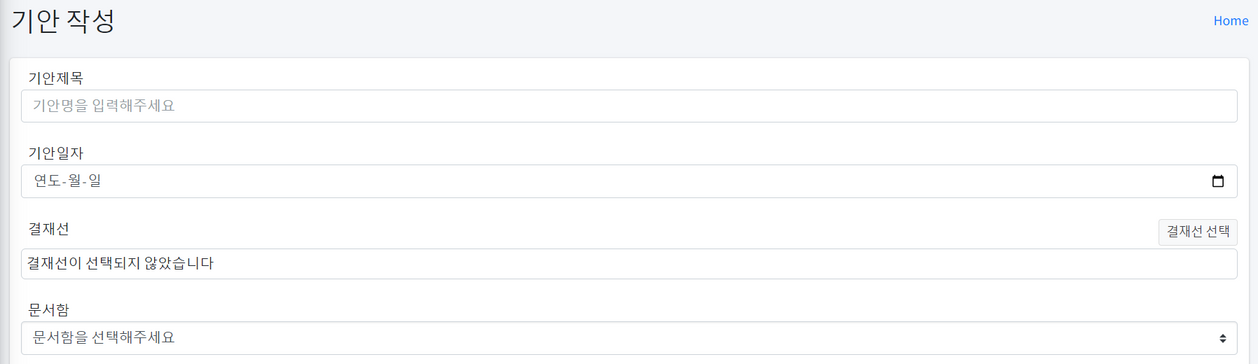 기안 작성
Home
기안제목
기안명을 입력해주세요
기안일자
연도-월-일
결재선
결재선 선택
결재선이 선택되지 않았습니다
문서함
문서함을 선택해주세요